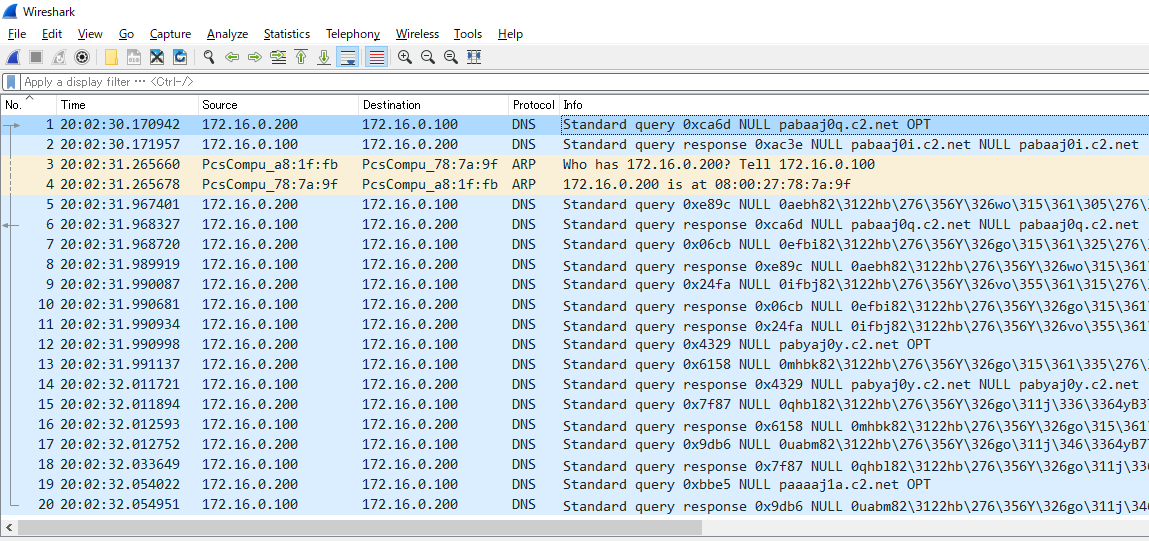 Wireshark
File Edit View Go Capture Analyze Statistics Telephony Wireless Tools Help
Apply a display filter … <Ctrl-/>
No. Time Source Destination Protocol Info
1 20:02:30.170942 172.16.0.200 172.16.0.100 DNS Standard query 0xca6d NULL pabaaj0q.c2.net OPT
2 20:02:30.171957 172.16.0.100 172.16.0.200 DNS Standard query response 0xac3e NULL pabaaj0i.c2.net NULL pabaaj0i.c2.net
3 20:02:31.265660 PcsCompu_a8:1f:fb PcsCompu_78:7a:9f ARP Who has 172.16.0.200? Tell 172.16.0.100
4 20:02:31.265678 PcsCompu_78:7a:9f PcsCompu_a8:1f:fb ARP 172.16.0.200 is at 08:00:27:78:7a:9f
5 20:02:31.967401 172.16.0.200 172.16.0.100 DNS Standard query 0xe89c NULL 0aebh82\3122hb\276\356Y\326wo\315\361\305\276\
6 20:02:31.968327 172.16.0.100 172.16.0.200 DNS Standard query response 0xca6d NULL pabaaj0q.c2.net NULL pabaaj0q.c2.net
7 20:02:31.968720 172.16.0.200 172.16.0.100 DNS Standard query 0x06cb NULL 0efbi82\3122hb\276\356Y\326go\315\361\325\276\
8 20:02:31.989919 172.16.0.100 172.16.0.200 DNS Standard query response 0xe89c NULL 0aebh82\3122hb\276\356Y\326wo\315\361
9 20:02:31.990087 172.16.0.200 172.16.0.100 DNS Standard query 0x24fa NULL 0ifbj82\3122hb\276\356Y\326vo\355\361\315\276\
10 20:02:31.990681 172.16.0.100 172.16.0.200 DNS Standard query response 0x06cb NULL 0efbi82\3122hb\276\356Y\326go\315\361
11 20:02:31.990934 172.16.0.100 172.16.0.200 DNS Standard query response 0x24fa NULL 0ifbj82\3122hb\276\356Y\326vo\355\361
12 20:02:31.990998 172.16.0.200 172.16.0.100 DNS Standard query 0x4329 NULL pabyaj0y.c2.net OPT
13 20:02:31.991137 172.16.0.200 172.16.0.100 DNS Standard query 0x6158 NULL 0mhbk82\3122hb\276\356Y\326go\315\361\335\276\
14 20:02:32.011721 172.16.0.100 172.16.0.200 DNS Standard query response 0x4329 NULL pabyaj0y.c2.net NULL pabyaj0y.c2.net
15 20:02:32.011894 172.16.0.200 172.16.0.100 DNS Standard query 0x7f87 NULL 0qhbl82\3122hb\276\356Y\326go\311j\336\3364yB37
16 20:02:32.012593 172.16.0.100 172.16.0.200 DNS Standard query response 0x6158 NULL 0mhbk82\3122hb\276\356Y\326go\315\361
17 20:02:32.012752 172.16.0.200 172.16.0.100 DNS Standard query 0x9db6 NULL 0uabm82\3122hb\276\356Y\326go\311j\346\3364yB77
18 20:02:32.033649 172.16.0.100 172.16.0.200 DNS Standard query response 0x7f87 NULL 0qhbl82\3122hb\276\356Y\326go\311j\336
19 20:02:32.054022 172.16.0.200 172.16.0.100 DNS Standard query 0xbbe5 NULL paaaaj1a.c2.net OPT
20 20:02:32.054951 172.16.0.100 172.16.0.200 DNS Standard query response 0x9db6 NULL 0uabm82\3122hb\276\356Y\326go\311j\346